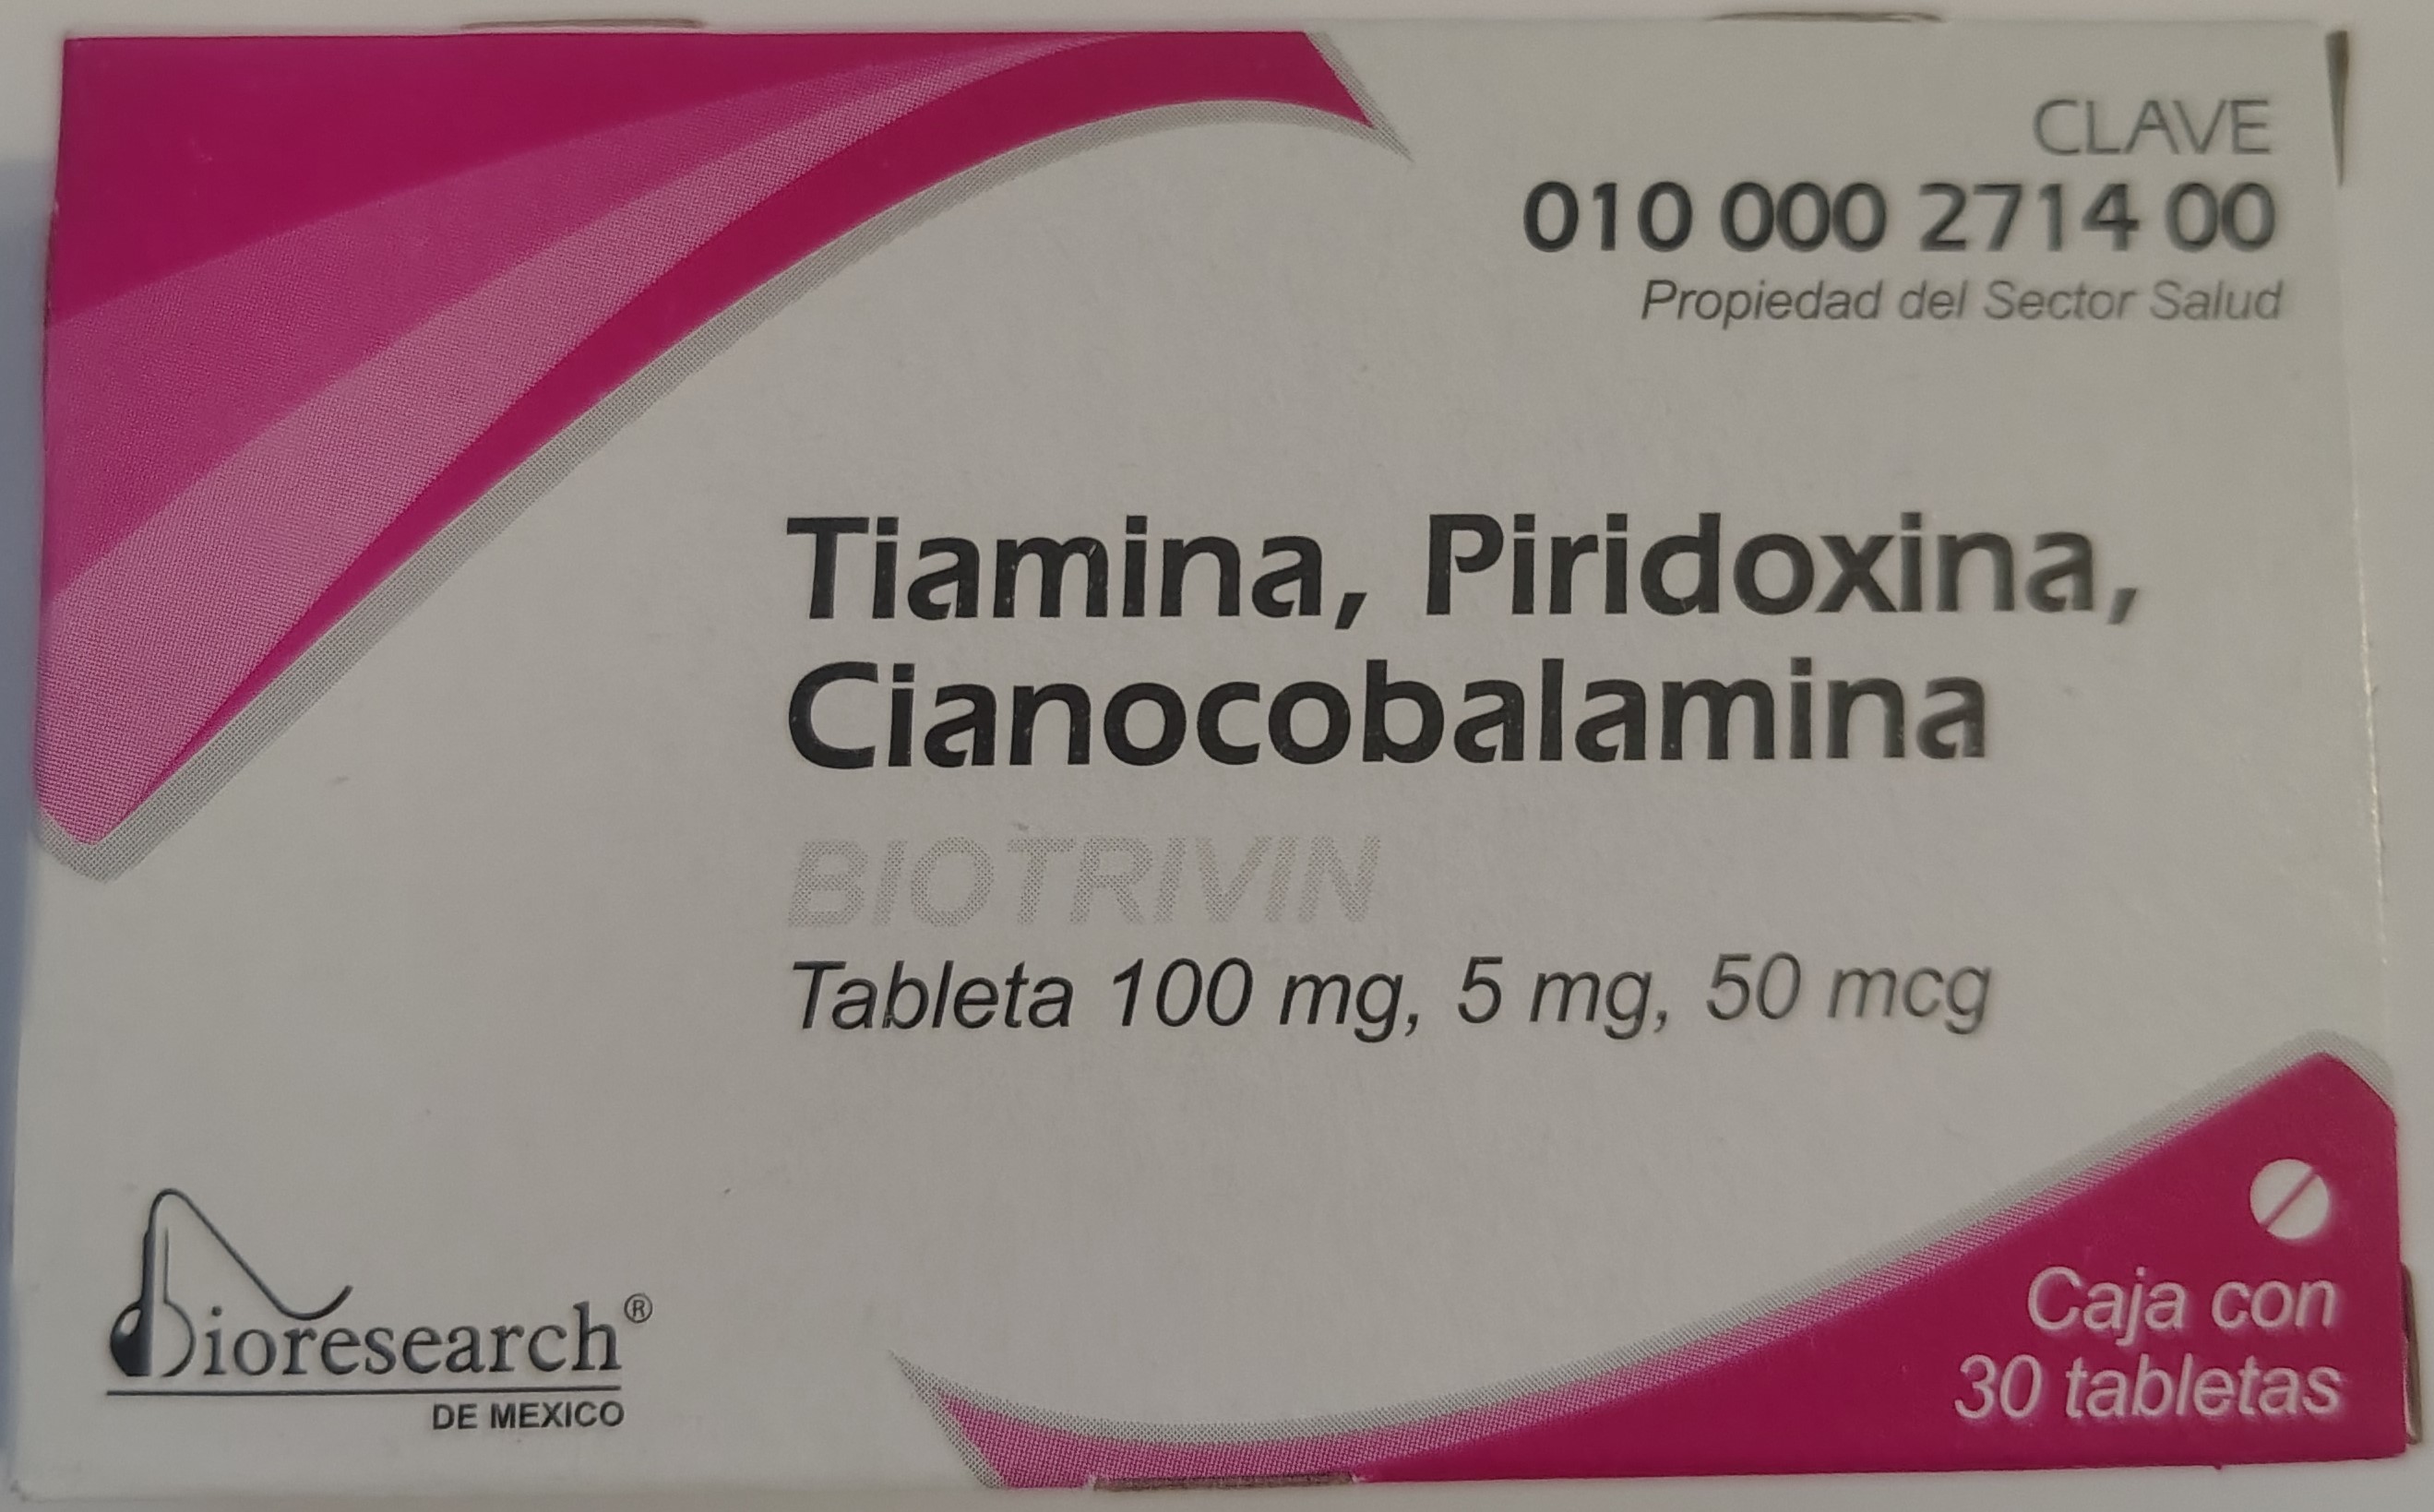 CLAVE
010 000 2714 00
Propiedad del Sector Salud
Tiamina, Piridoxina,
Cianocobalamina
BIOTRIVIN
Tableta 100 mg, 5 mg, 50 mcg
Bioresearch®
DE MEXICO
Caja con
30 tabletas